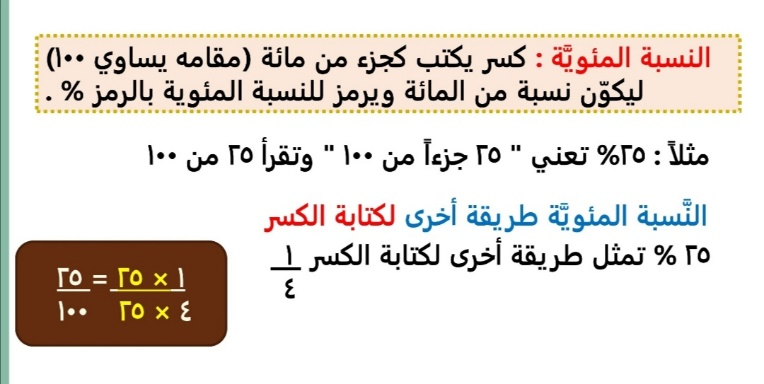 النسبة المئويَّة : كسر يكتب كجزء من مائة (مقامه يساوي ١٠٠)
ليكوّن نسبة من المائة ويرمز للنسبة المئوية بالرمز % .
مثلاً : ٢٥% تعني " ٢٥ جزءاً من ١٠٠ " وتقرأ ٢٥ من ١٠٠
النَّسبة المئويَّة طريقة أخرى لكتابة الكسر
٢٥ % تمثل طريقة أخرى لكتابة الكسر ١
٤
١ × ٢٥ = ٢٥
٤ × ٢٥ ١٠٠